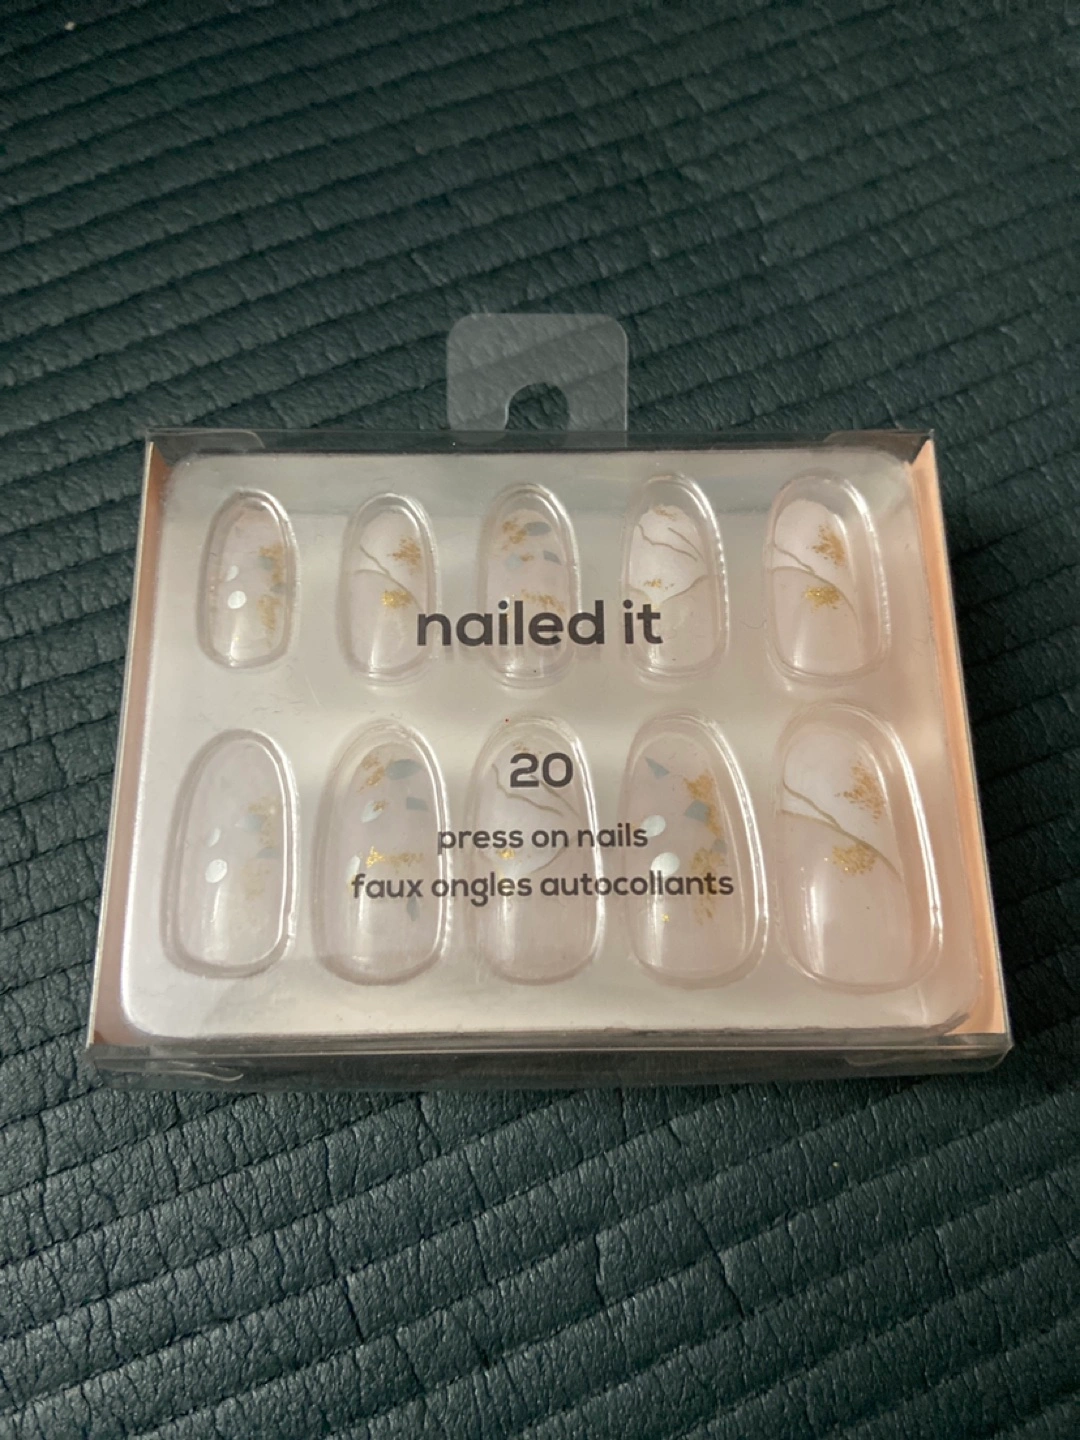 nailed it
20
press on nails
faux ongles autocollants